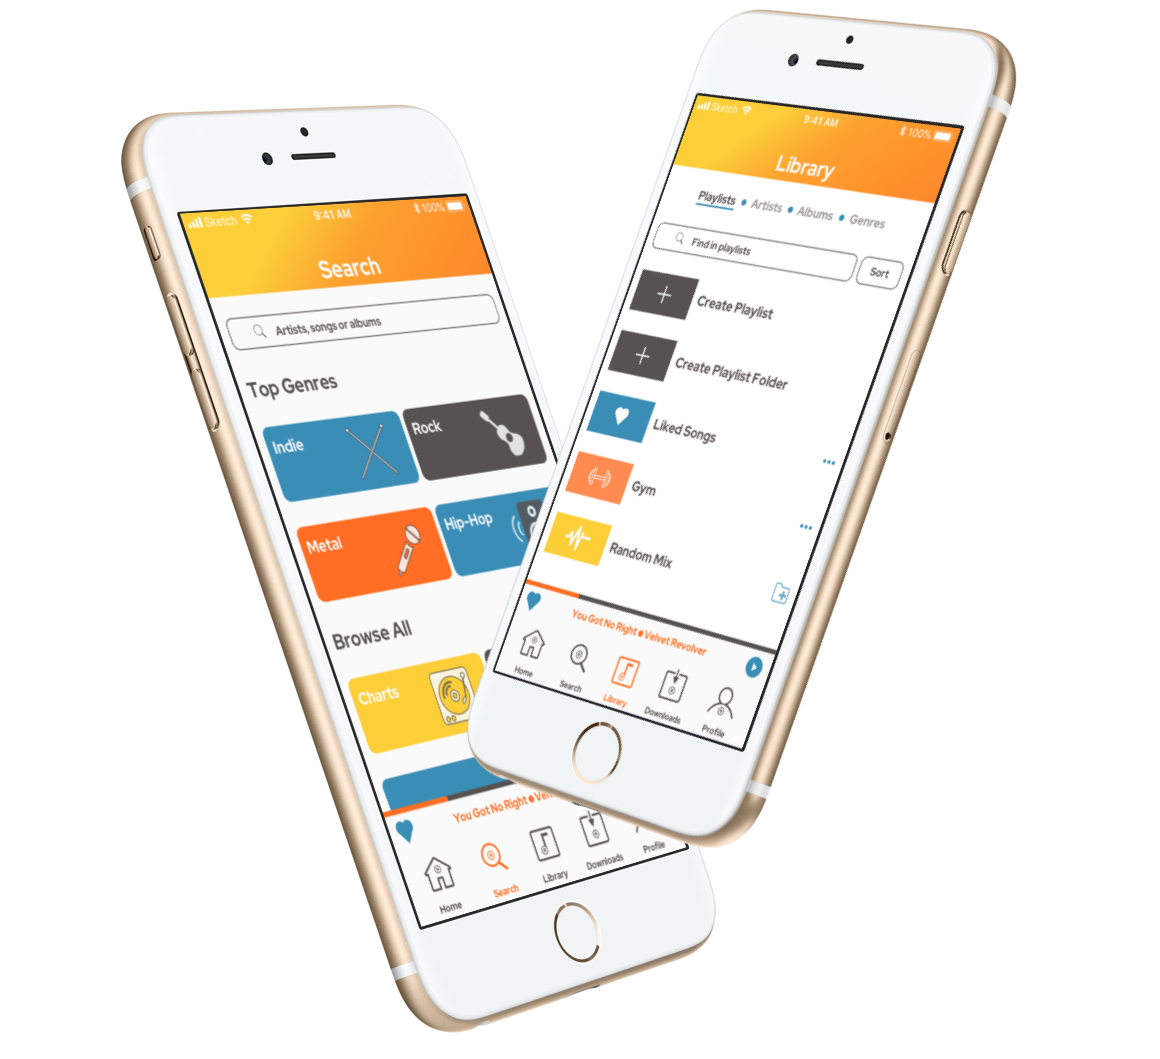 Sketch 9:41 AM 100%
Search
Artists, songs or albums
Top Genres
Indie
Rock
Metal
Hip-Hop
Browse All
Charts
You Got No Right
Home
Search
Library
Downloads
Profile
Sketch 9:41 AM 100%
Library
Playlists • Artists • Albums • Genres
Find in playlists
Sort
Create Playlist
Create Playlist Folder
Liked Songs
Gym
Random Mix
You Got No Right • Velvet Revolver
Home
Search
Library
Downloads
Profile